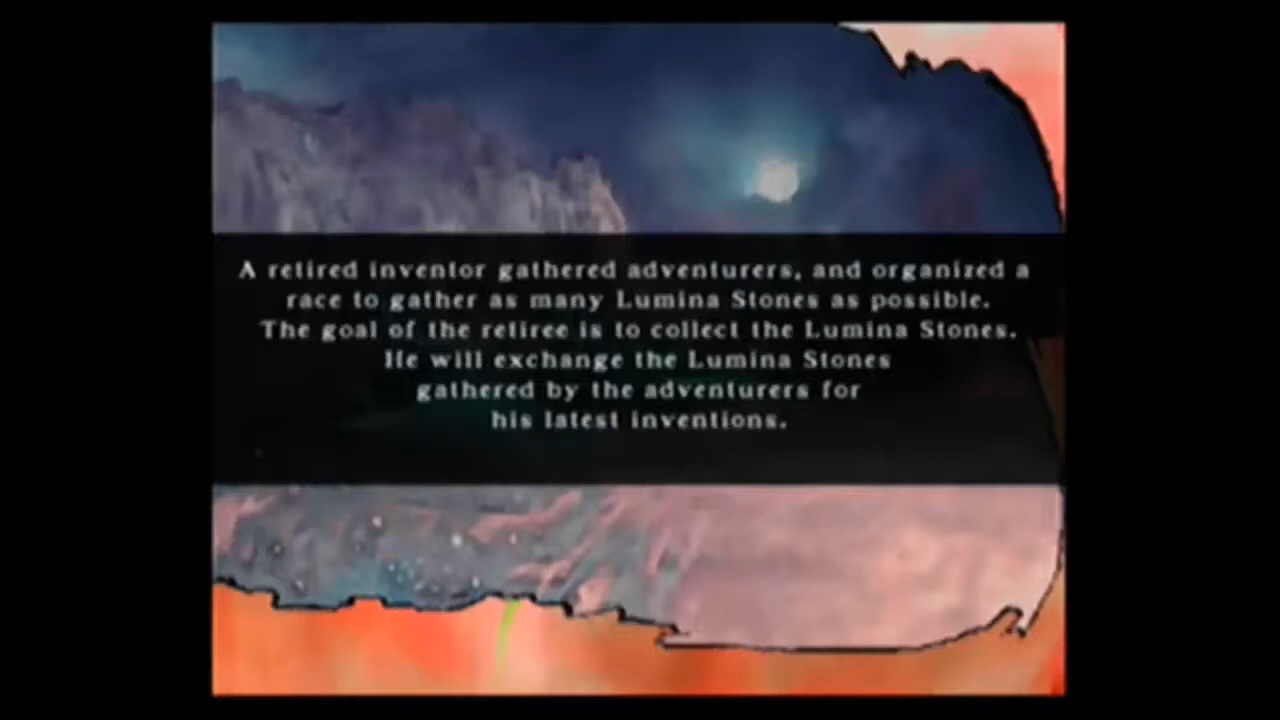 A retired inventor gathered adventurers, and organized a
race to gather as many Lumina Stones as possible.
The goal of the retiree is to collect the Lumina Stones.
He will exchange the Lumina Stones
gathered by the adventurers for
his latest inventions.